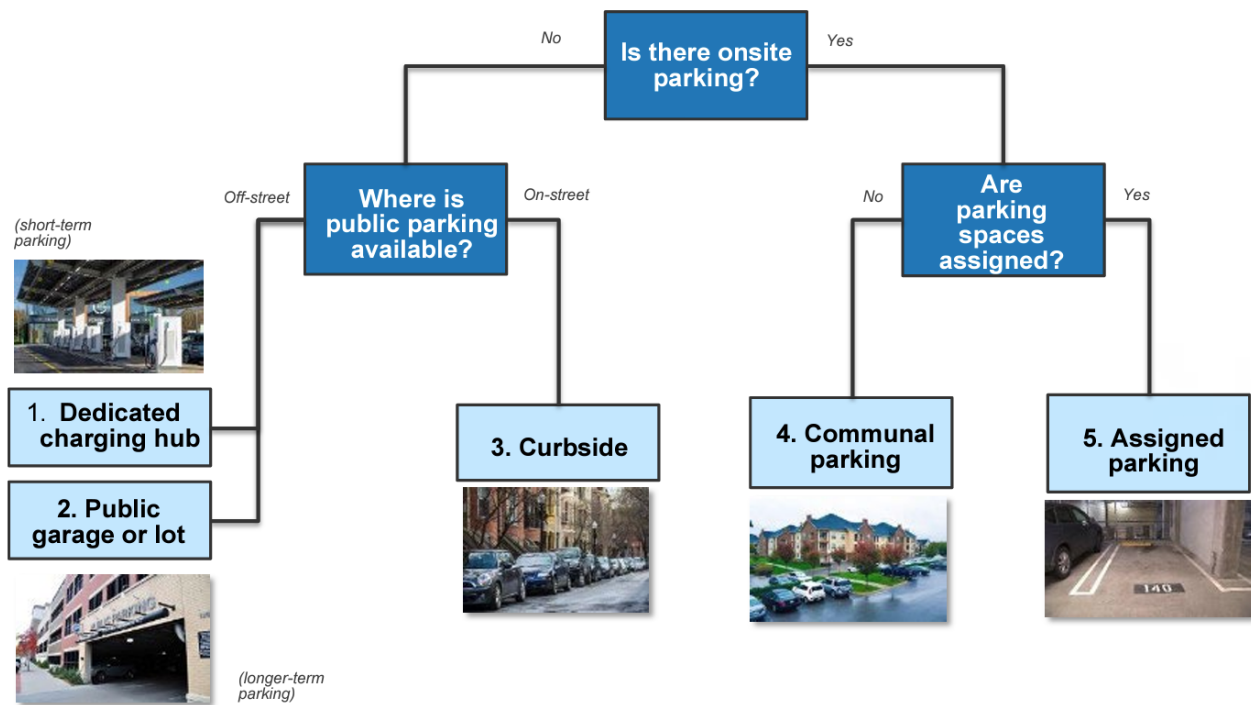 No
Is there onsite
parking?
Yes
Off-street
Where is
public parking
available?
On-street
No
Are
parking
spaces
assigned?
Yes
(short-term
parking)
1. Dedicated
charging hub
2. Public
garage or lot
(longer-term
parking)
3. Curbside
4. Communal
parking
5. Assigned
parking
PARKING
140